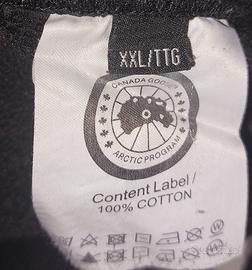 XXL/TTG
CANADA GOOSE
ARCTIC PROGRAM
Content Label/
100% COTTON